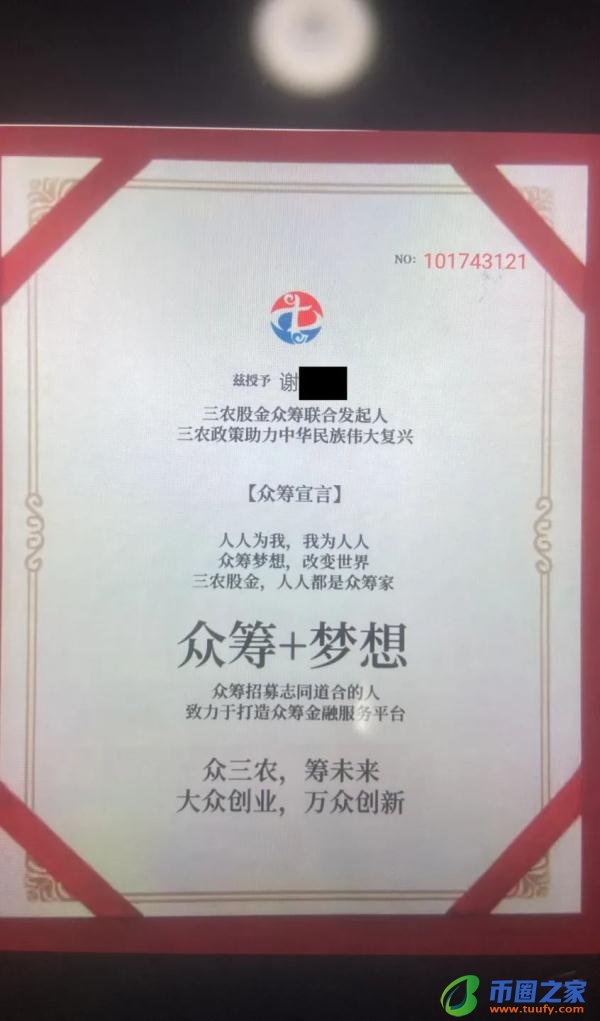 NO: 101743121
兹授予 谢
三农股金众筹联合发起人
三农政策助力中华民族伟大复兴
【众筹宣言】
人人为我，我为人人
众筹梦想，改变世界
三农股金，人人都是众筹家
众筹+梦想
众筹招募志同道合的人
致力于打造众筹金融服务平台
众三农，筹未来
大众创业，万众创新
币圈之家
www.tuufy.com